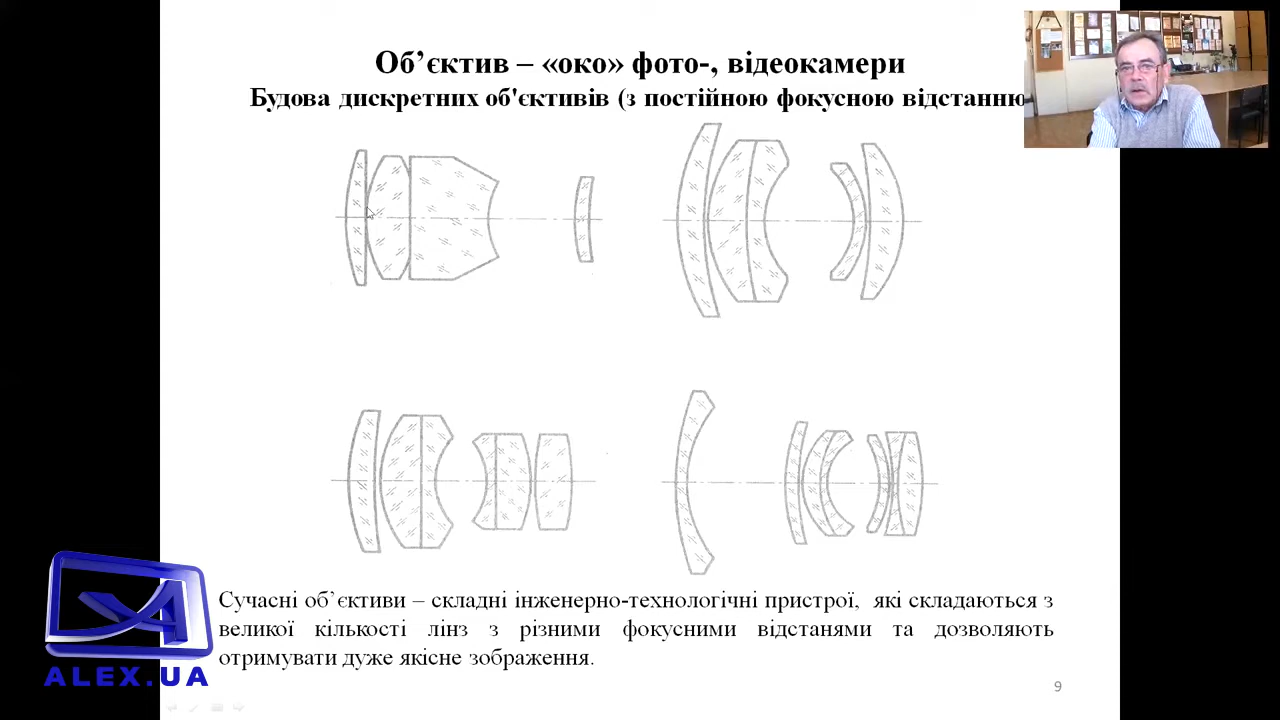 Об’єктив – «око» фото-, відеокамери
Будова дискретних об'єктивів (з постійною фокусною відстанню
Сучасні об’єктиви – складні інженерно-технологічні пристрої, які складаються з
великої кількості лінз з різними фокусними відстанями та дозволяють
отримувати дуже якісне зображення.
ALEX.UA
9